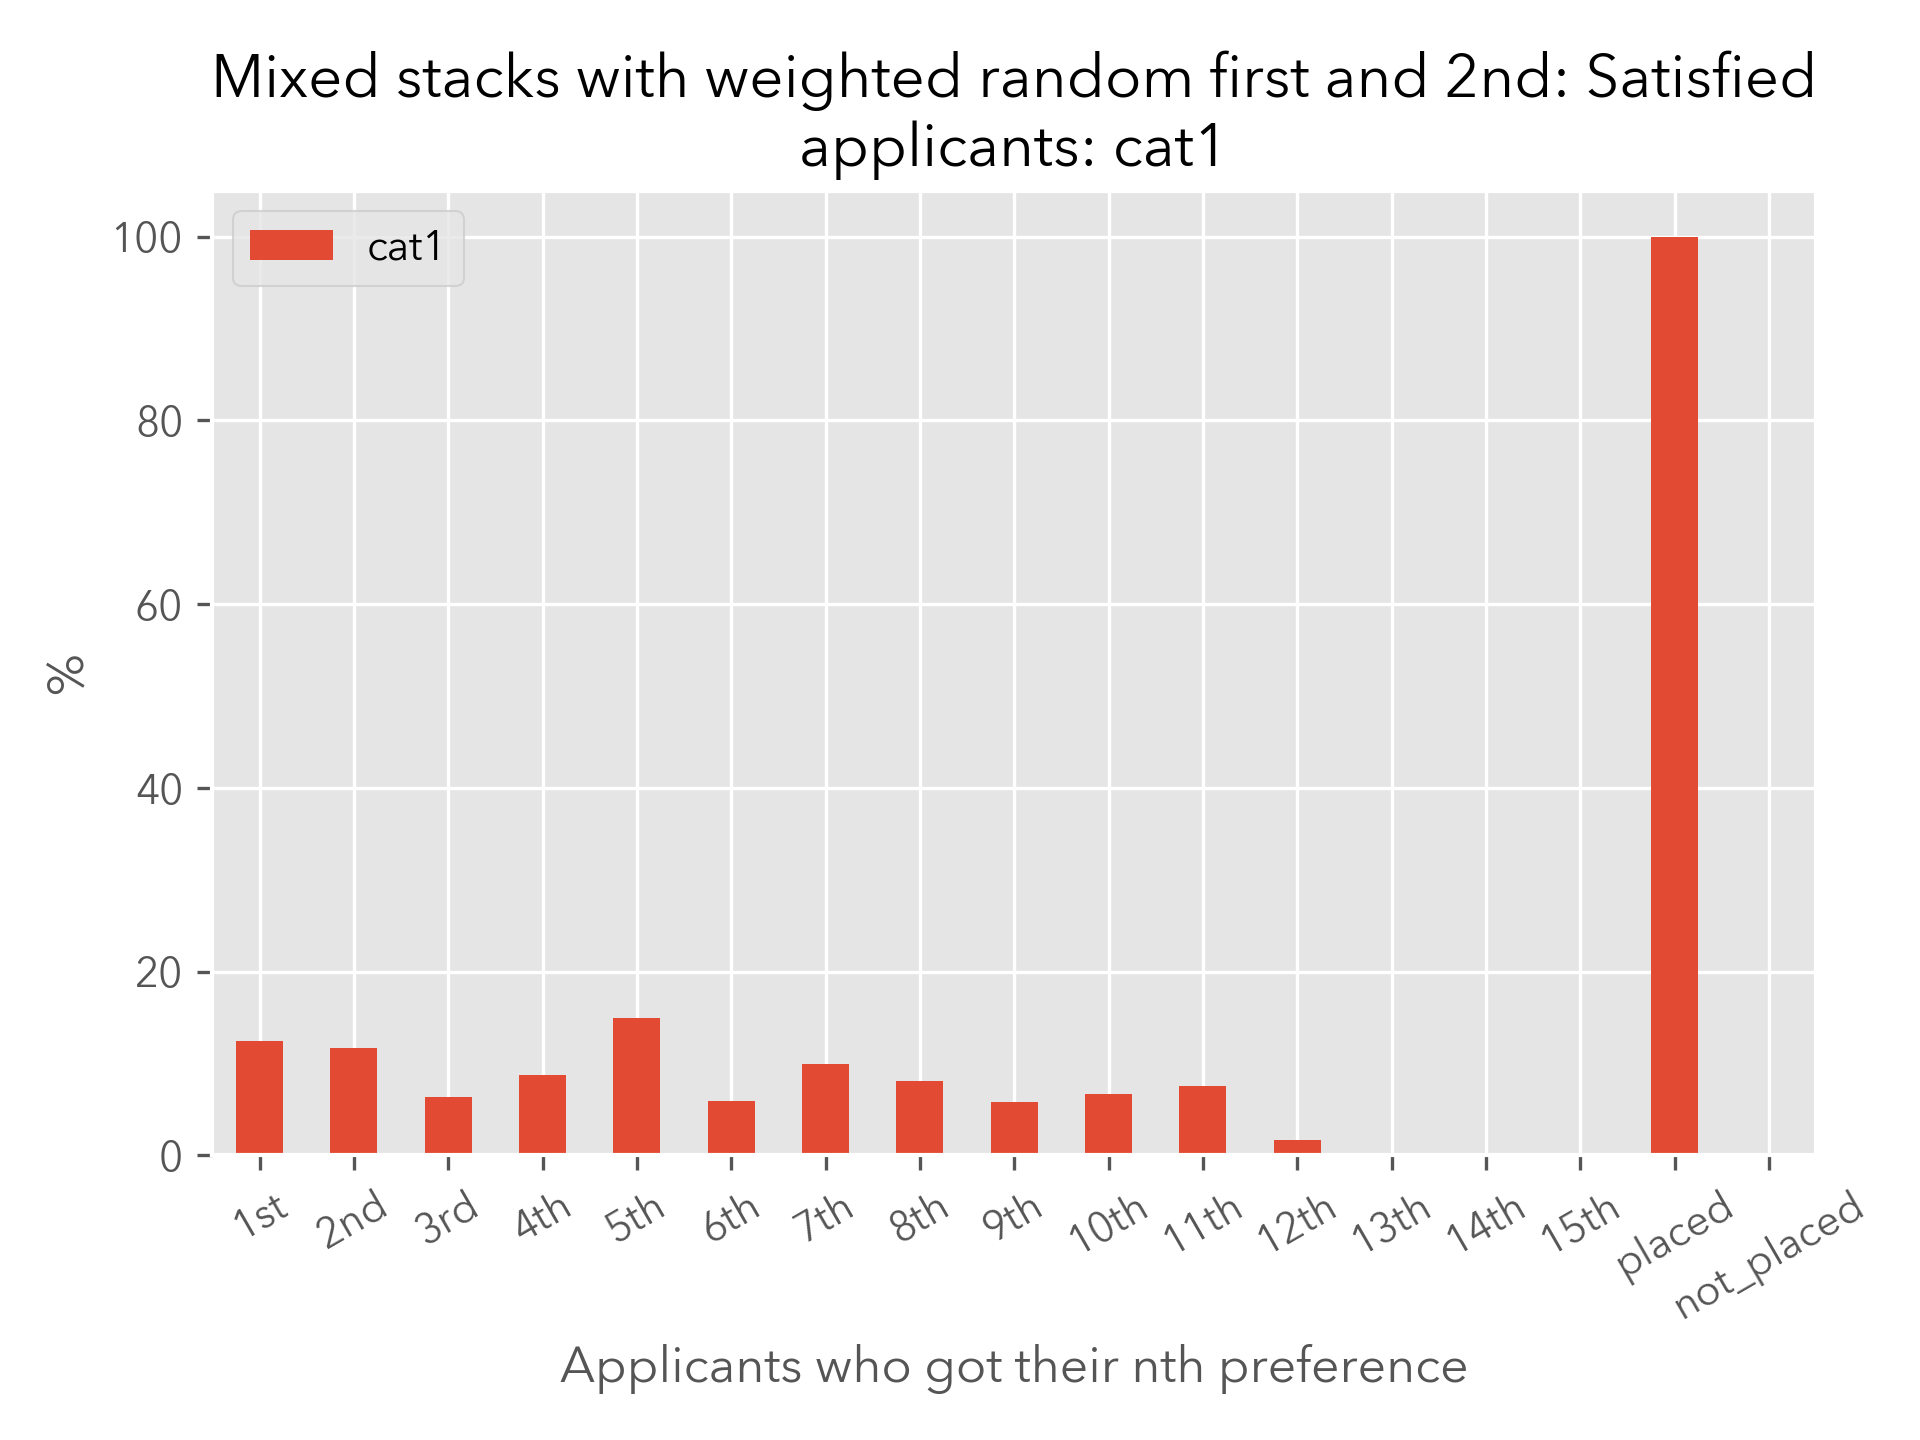 Mixed stacks with weighted random first and 2nd: Satisfied
applicants: cat1
cat1
100
80
60
40
20
0
%
1st 2nd 3rd 4th 5th 6th 7th 8th 9th 10th 11th 12th 13th 14th 15th placed not_placed
Applicants who got their nth preference